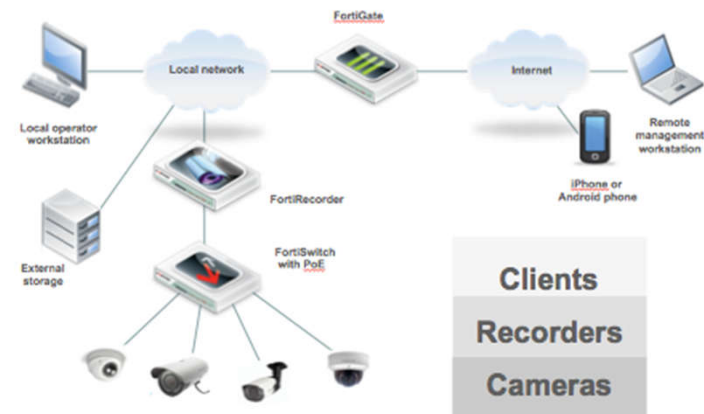 FortiGate
Local network
Internet
Local operator
workstation
Remote
management
workstation
iPhone or
Android phone
FortiRecorder
FortiSwitch
with PoE
External
storage
Clients
Recorders
Cameras